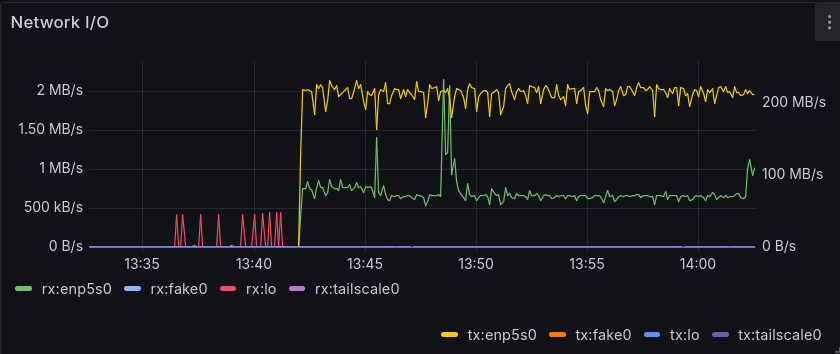 Network I/O
2 MB/s
1.50 MB/s
1 MB/s
500 kB/s
0 B/s
200 MB/s
100 MB/s
0 B/s
13:35 13:40 13:45 13:50 13:55 14:00
rx:enp5s0 rx:fake0 rx:lo rx:tailscale0
tx:enp5s0 tx:fake0 tx:lo tx:tailscale0